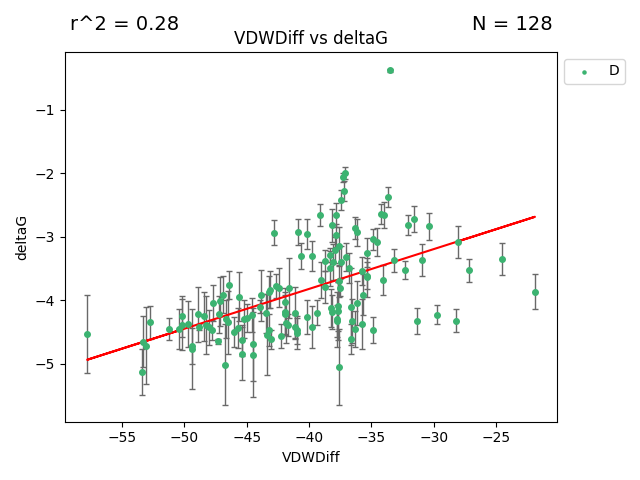 r^2 = 0.28 N = 128
VDWDiff vs deltaG
D
−1
−2
−3
−4
−5
deltaG
−55 −50 −45 −40 −35 −30 −25
VDWDiff